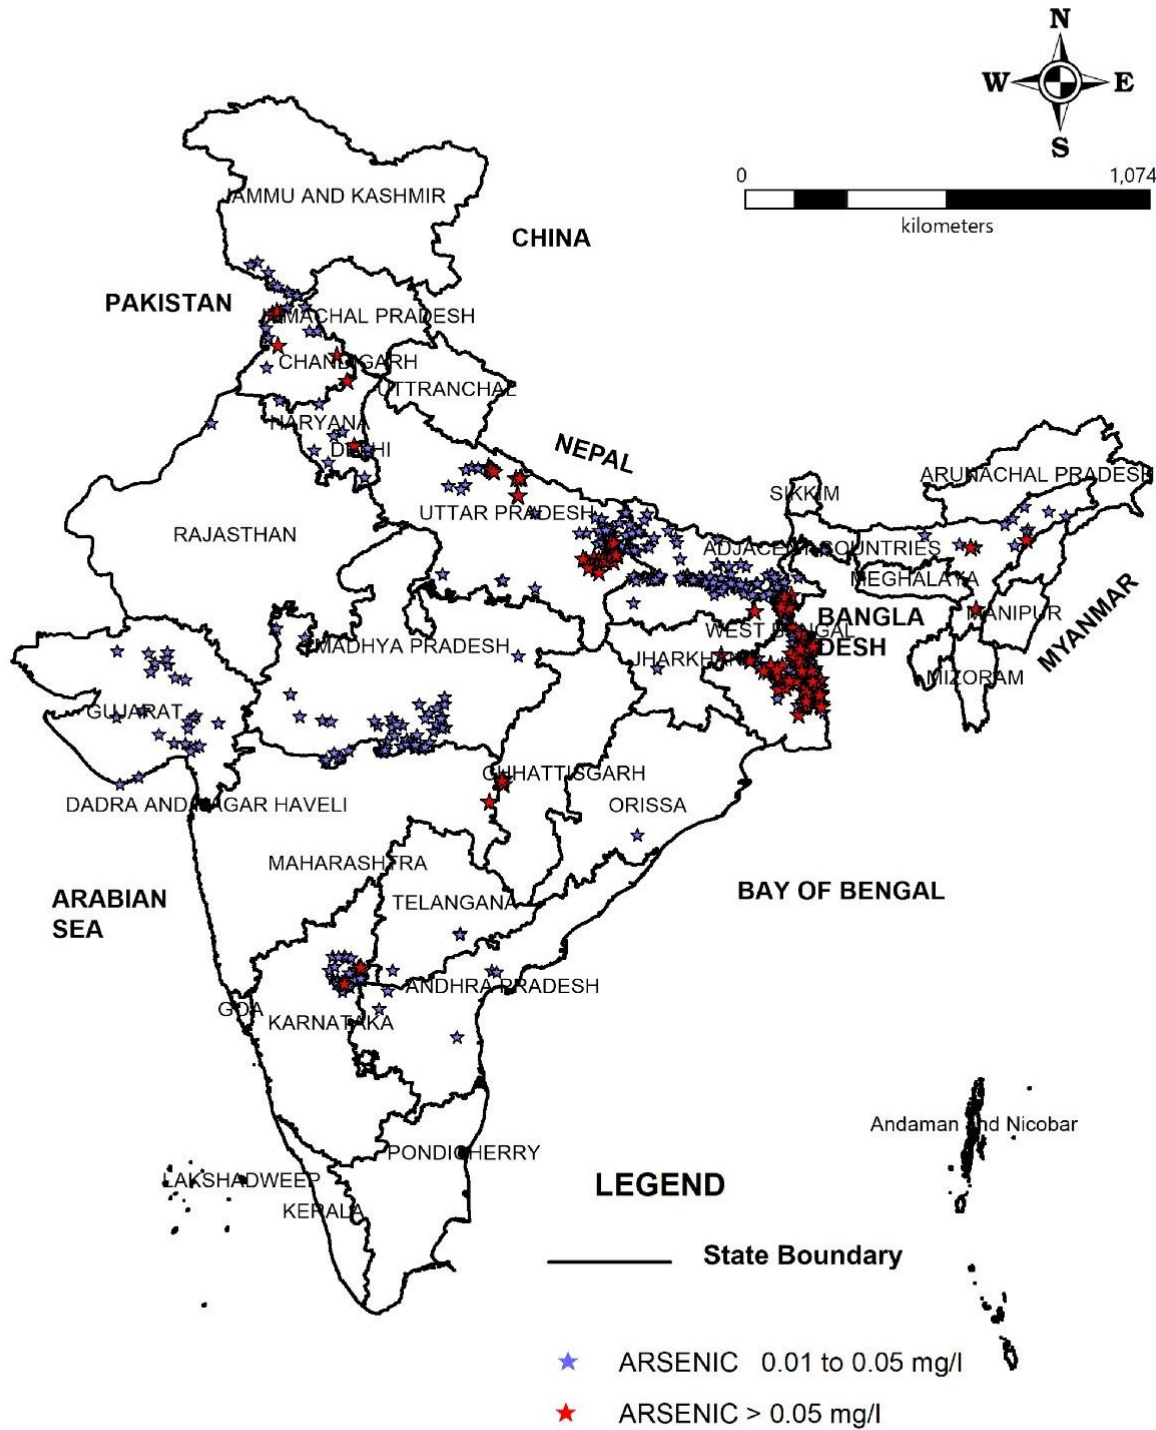 N
W E
S
0 1,074
kilometers
JAMMU AND KASHMIR
CHINA
PAKISTAN
HIMACHAL PRADESH
CHANDIGARH
UTTRANCHAL
HARYANA
DELHI
NEPAL
ARUNACHAL PRADESH
SIKKIM
UTTAR PRADESH
RAJASTHAN
ADJACENT COUNTRIES
MEGHALAYA
MANIPUR
BANGLA
DESH
MYANMAR
WEST BENGAL
MADHYA PRADESH
JHARKHAND
MIZORAM
GUJARAT
CHHATTISGARH
DADRA AND NAGAR HAVELI
ORISSA
MAHARASHTRA
ARABIAN
SEA
TELANGANA
BAY OF BENGAL
ANDHRA PRADESH
GOA
KARNATAKA
Andaman and Nicobar
PONDICHERRY
LAKSHADWEEP
KERALA
LEGEND
State Boundary
ARSENIC 0.01 to 0.05 mg/l
ARSENIC > 0.05 mg/l